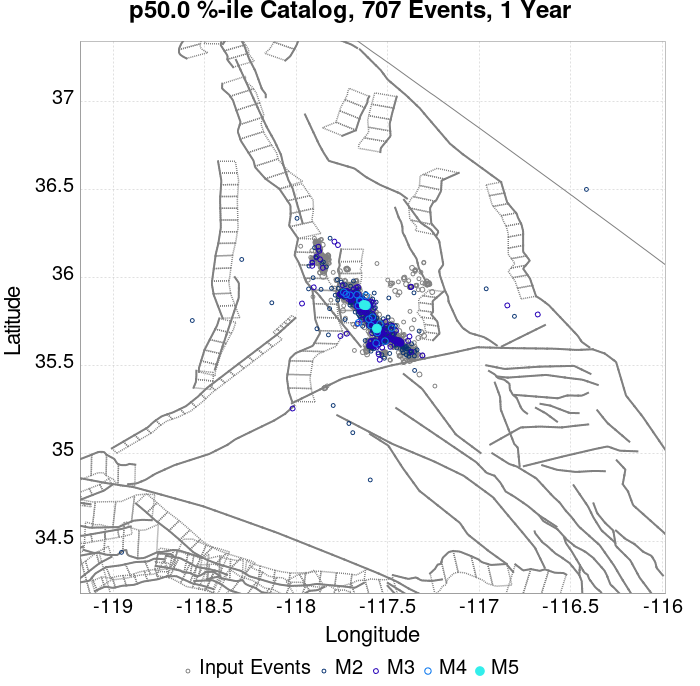 p50.0 %-ile Catalog, 707 Events, 1 Year
Latitude
37
36.5
36
35.5
35
34.5
-119 -118.5 -118 -117.5 -117 -116.5 -116
Longitude
Input Events M2 M3 M4 M5